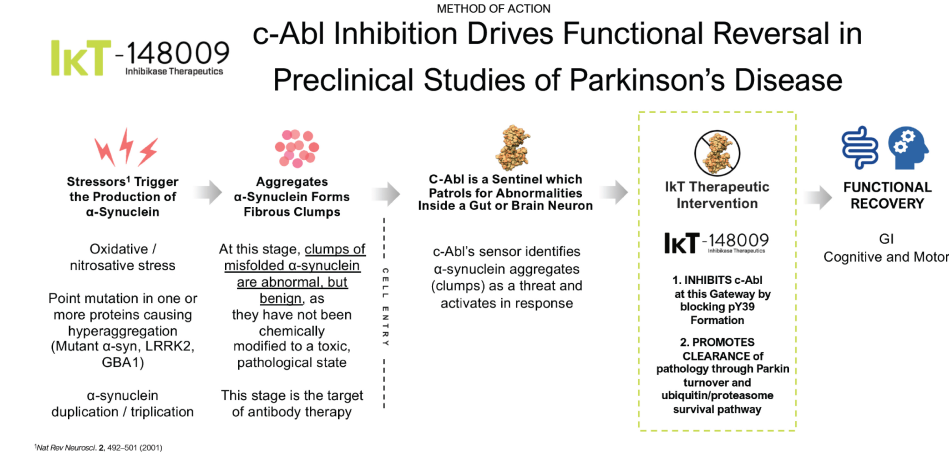 METHOD OF ACTION
IKT-148009
Inhibikase Therapeutics
c-Abl Inhibition Drives Functional Reversal in
Preclinical Studies of Parkinson's Disease
Stressors¹ Trigger
the Production of
α-Synuclein
Oxidative /
nitrosative stress
Point mutation in one or
more proteins causing
hyperaggregation
(Mutant α-syn, LRRK2,
GBA1)
α-synuclein
duplication / triplication
Aggregates
α-Synuclein Forms
Fibrous Clumps
At this stage, clumps of
misfolded α-synuclein
are abnormal, but
benign, as
they have not been
chemically
modified to a toxic,
pathological state
This stage is the target
of antibody therapy
CELL ENTRY
C-Abl is a Sentinel which
Patrols for Abnormalities
Inside a Gut or Brain Neuron
c-Abl's sensor identifies
α-synuclein aggregates
(clumps) as a threat and
activates in response
IkT Therapeutic
Intervention
IKT-148009
Inhibikase Therapeutics
1. INHIBITS c-Abl
at this Gateway by
blocking pY39
Formation
2. PROMOTES
CLEARANCE of
pathology through Parkin
turnover and
ubiquitin/proteasome
survival pathway
FUNCTIONAL
RECOVERY
GI
Cognitive and Motor
¹Nat Rev Neurosci. 2, 492–501 (2001)